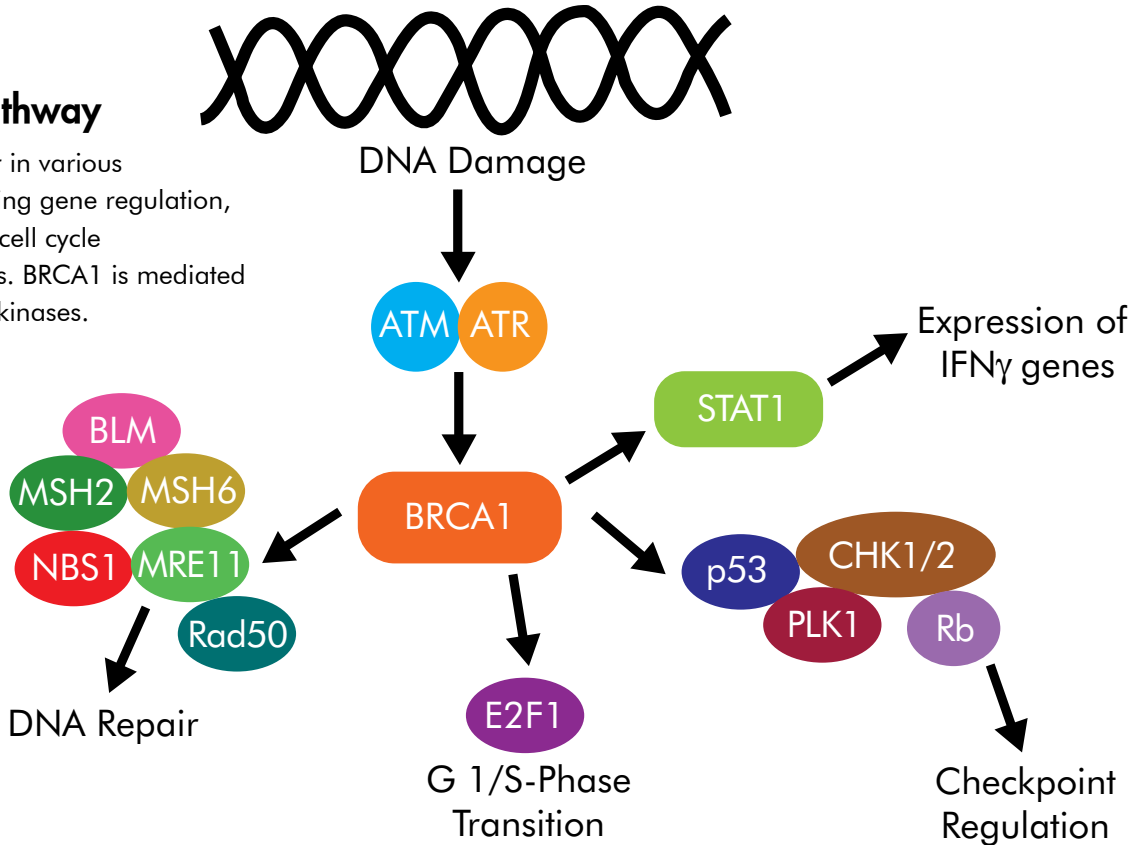 thway
in various
ing gene regulation,
cell cycle
s. BRCA1 is mediated
kinases.
DNA Damage
ATM ATR
Expression of
IFNγ genes
STAT1
BRCA1
BLM
MSH2 MSH6
NBS1 MRE11
Rad50
DNA Repair
E2F1
G 1/S-Phase
Transition
p53 CHK1/2
PLK1 Rb
Checkpoint
Regulation